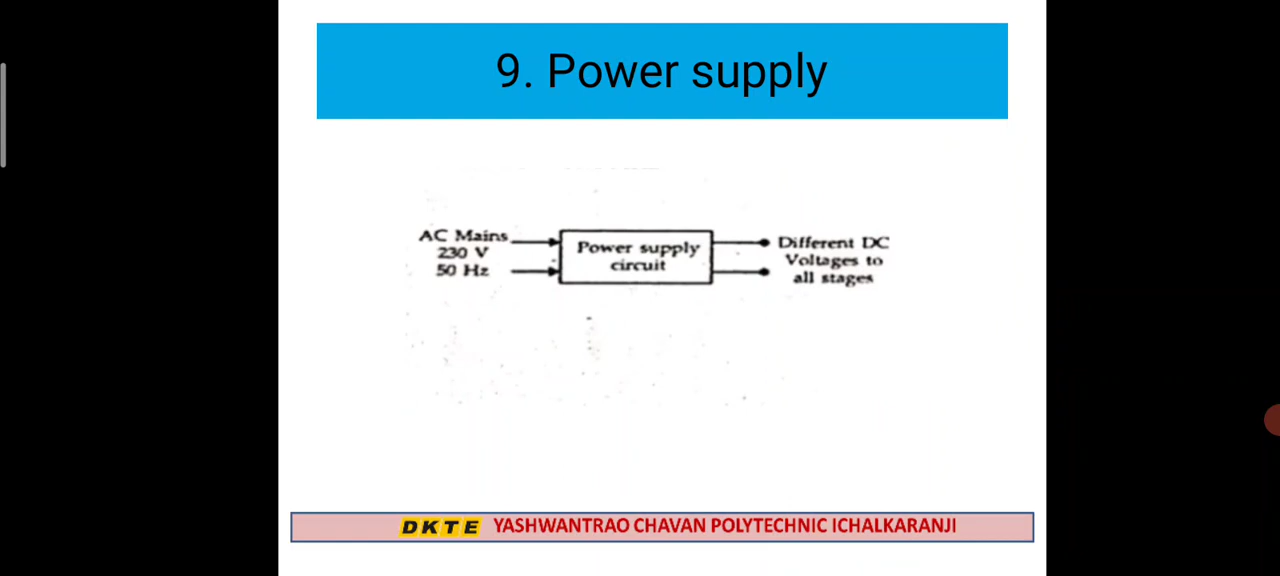 9. Power supply
AC Mains
230 V
50 Hz
Power supply
circuit
Different DC
Voltages to
all stages
DKTE YASHWANTRAO CHAVAN POLYTECHNIC ICHALKARANJI